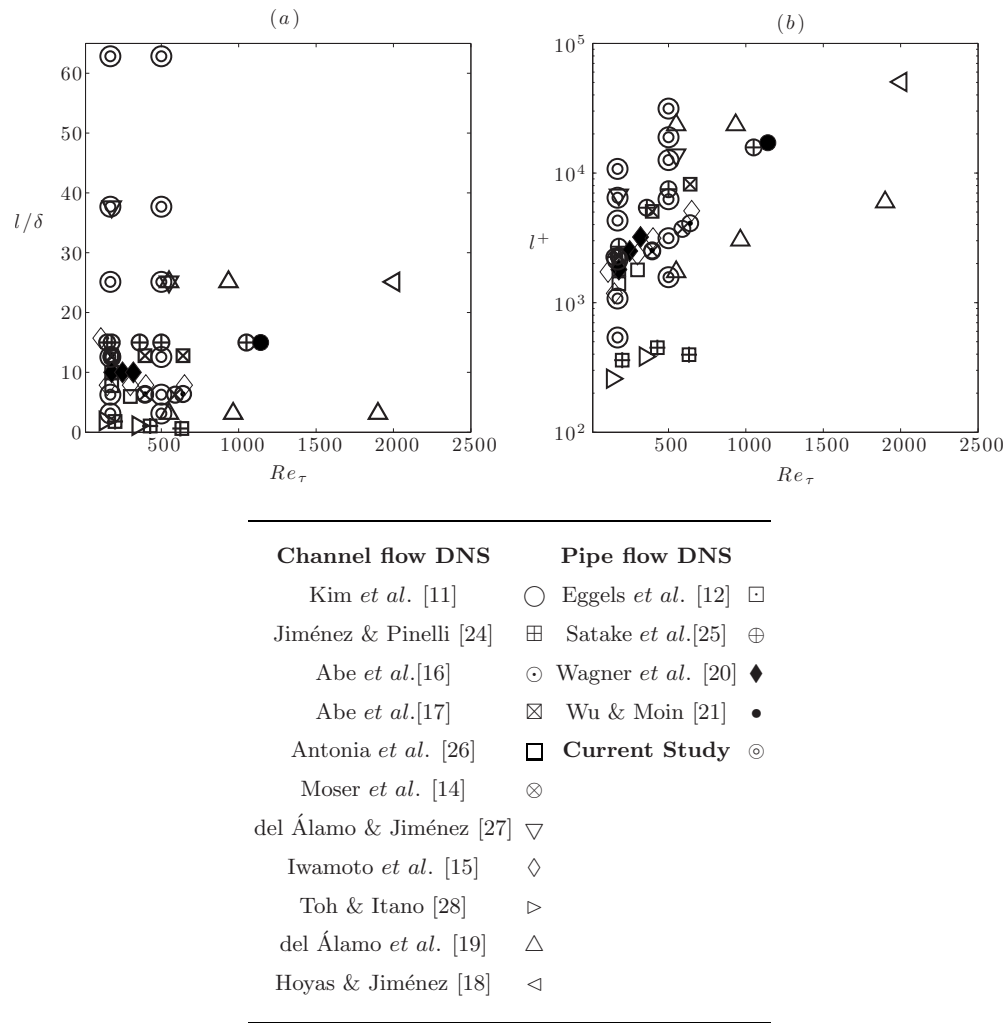 (a)
(b)
l/δ
60
50
40
30
20
10
0
500
1000
1500
2000
2500
Re_τ
l^+
10^5
10^4
10^3
10^2
500
1000
1500
2000
2500
Re_τ
Channel flow DNS Pipe flow DNS
Kim et al. [11] Eggels et al. [12]
Jiménez & Pinelli [24] Satake et al.[25]
Abe et al.[16] Wagner et al. [20]
Abe et al.[17] Wu & Moin [21]
Antonia et al. [26] Current Study
Moser et al. [14]
del Álamo & Jiménez [27]
Iwamoto et al. [15]
Toh & Itano [28]
del Álamo et al. [19]
Hoyas & Jiménez [18]